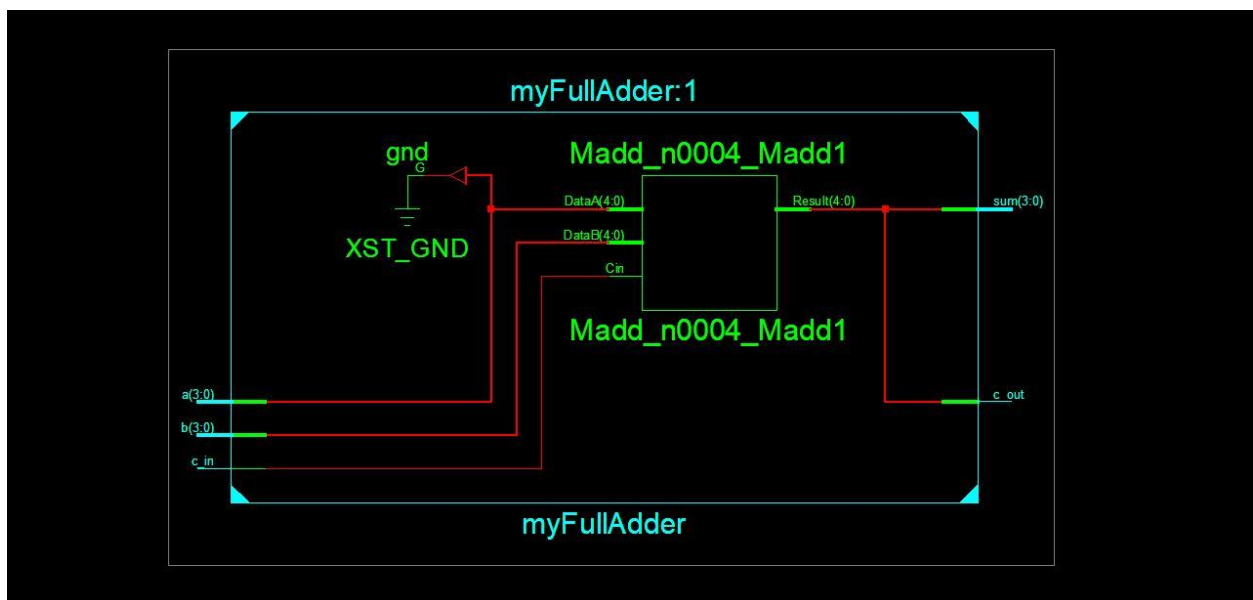 myFullAdder:1
gnd
G
XST_GND
Madd_n0004_Madd1
DataA(4:0)
DataB(4:0)
Cin
Result(4:0)
Madd_n0004_Madd1
sum(3:0)
a(3:0)
b(3:0)
c_in
c_out
myFullAdder